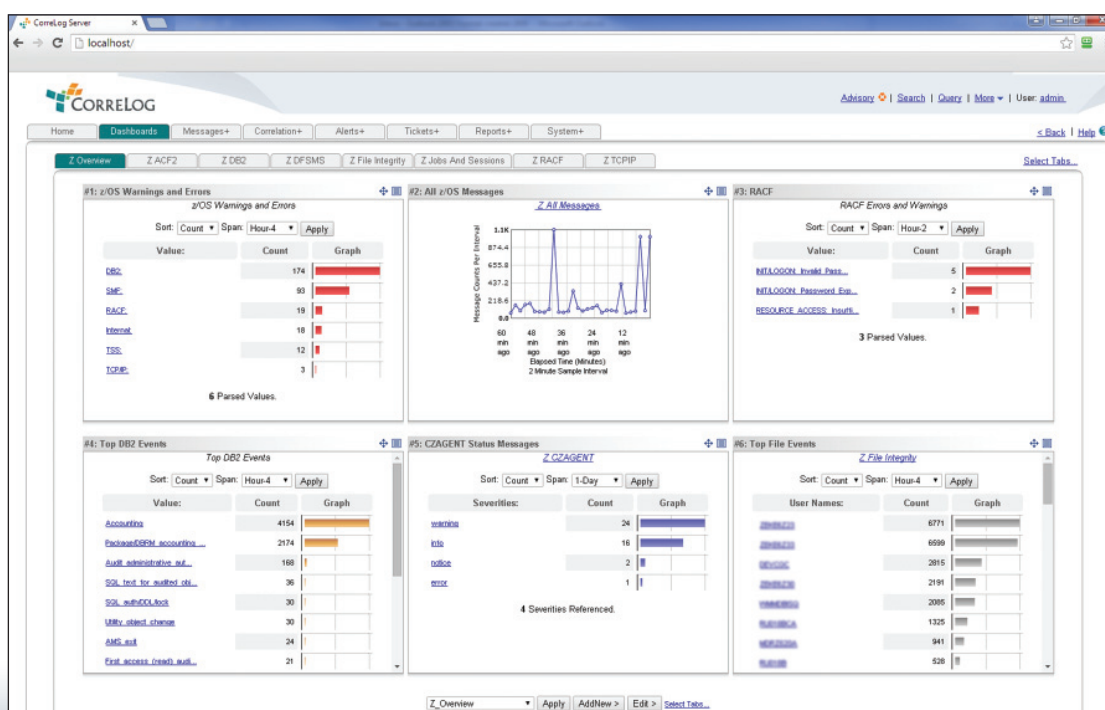 CorreLog Server
localhost/
CORRELOG
Advisory | Search | Query | More | User: admin.
Home Dashboards Messages+ Correlation+ Alerts+ Tickets+ Reports+ System+
< Back | Help
Z Overview Z ACF2 Z DB2 Z DFSMS Z File Integrity Z Jobs And Sessions Z RACF Z TCPIP
Select Tabs...
#1: z/OS Warnings and Errors
z/OS Warnings and Errors
Sort: Count Span: Hour-4 Apply
Value: Count Graph
DB2: 174
SMF: 93
RACF: 19
Internet: 18
TSS: 12
TCP/IP: 3
6 Parsed Values.
#2: All z/OS Messages
Z All Messages
Message Counts Per Interval
1.1K
874.4
655.8
437.2
218.6
0.0
60 48 36 24 12
min min min min min
ago ago ago ago ago
Elapsed Time (Minutes)
2 Minute Sample Interval
#3: RACF
RACF Errors and Warnings
Sort: Count Span: Hour-2 Apply
Value: Count Graph
INIT/LOGON: Invalid Pass... 5
INIT/LOGON: Password Exp... 2
RESOURCE ACCESS: Insuffi... 1
3 Parsed Values.
#4: Top DB2 Events
Top DB2 Events
Sort: Count Span: Hour-4 Apply
Value: Count Graph
Accounting 4154
Package/DBRM accounting ... 2174
Audit administrative aut... 168
SQL text for audited obj... 36
SQL auth/DDL/lock 30
Utility object change 30
AMS exit 24
First access (read) audi... 21
#5: CZAGENT Status Messages
Z CZAGENT
Sort: Count Span: 1-Day Apply
Severities: Count Graph
warning 24
info 16
notice 2
error 1
4 Severities Referenced.
#6: Top File Events
Z File Integrity
Sort: Count Span: Hour-4 Apply
User Names: Count Graph
6771
6599
2815
2191
2085
1325
941
528
Z_Overview Apply AddNew > Edit > Select Tabs...